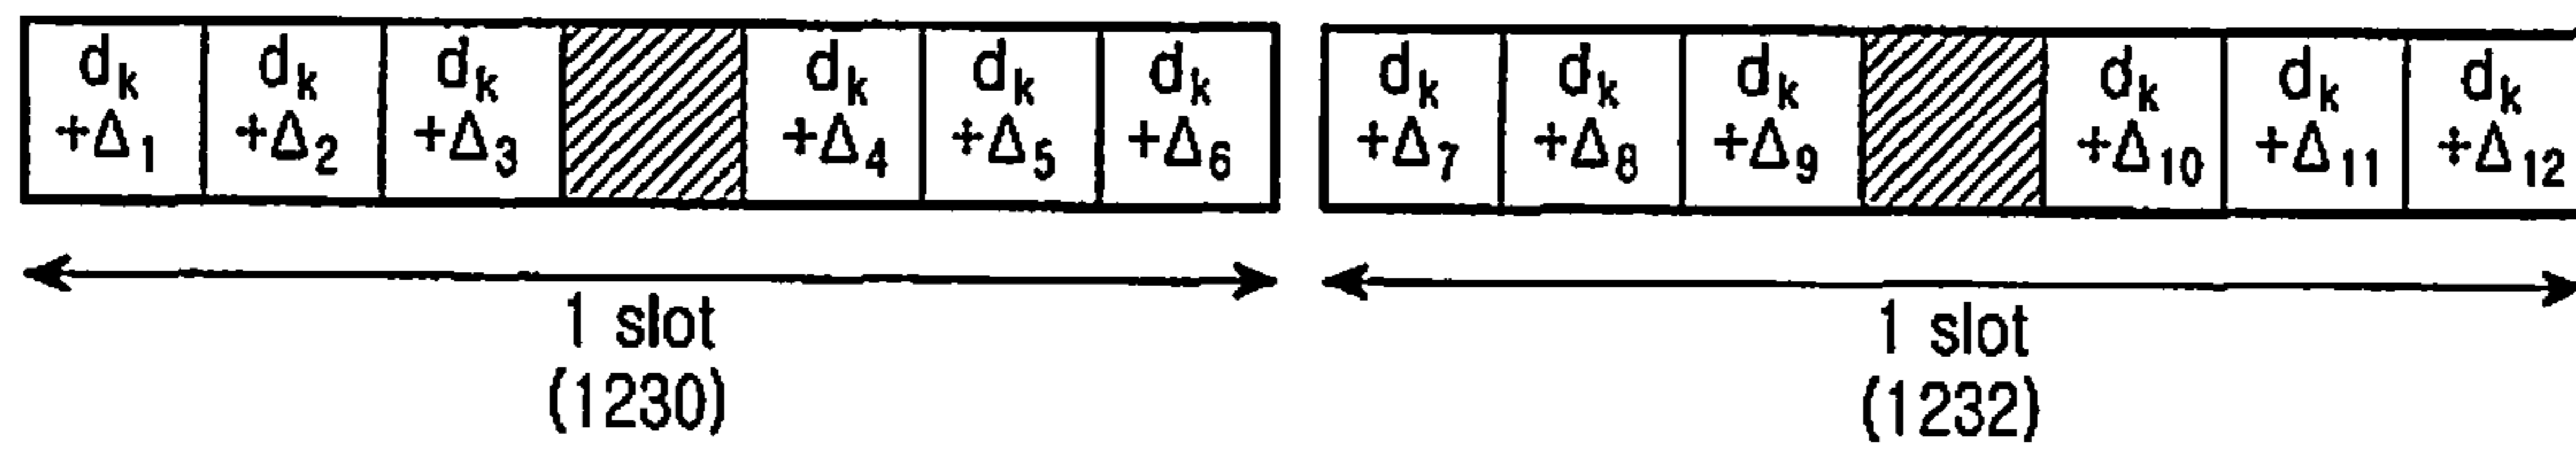 d_k d_k d_k d_k d_k d_k d_k d_k d_k d_k d_k d_k
+Δ_1 +Δ_2 +Δ_3 +Δ_4 +Δ_5 +Δ_6 +Δ_7 +Δ_8 +Δ_9 +Δ_10 +Δ_11 +Δ_12
1 slot 1 slot
(1230) (1232)